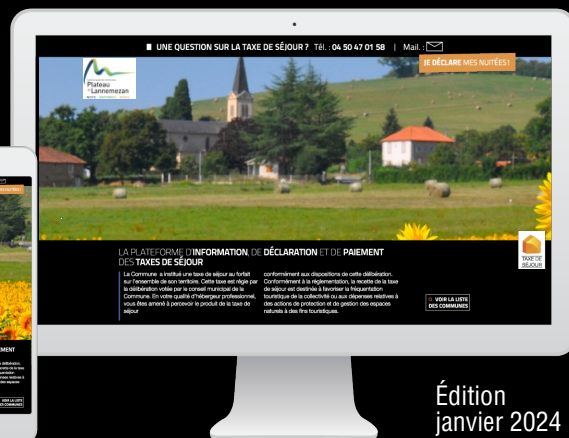 UNE QUESTION SUR LA TAXE DE SÉJOUR ? Tél. : 04 50 47 01 58 | Mail. :
JE DÉCLARE MES NUITÉES !
Plateau
de Lannemezan
LA PLATEFORME D'INFORMATION, DE DÉCLARATION ET DE PAIEMENT
DES TAXES DE SÉJOUR
La Commune a institué une taxe de séjour au forfait
sur l'ensemble de son territoire. Cette taxe est régie par
la délibération votée par le conseil municipal de la
Commune. En votre qualité d'hébergeur professionnel,
vous êtes amené à percevoir le produit de la taxe de
séjour
conformément aux dispositions de cette délibération.
Conformément à la réglementation, la recette de la taxe
de séjour est destinée à favoriser la fréquentation
touristique de la collectivité ou aux dépenses relatives à
des actions de protection et de gestion des espaces
naturels à des fins touristiques.
TAXE DE
SÉJOUR
VOIR LA LISTE
DES COMMUNES
VOIR LA LISTE
DES COMMUNES
Édition
janvier 2024